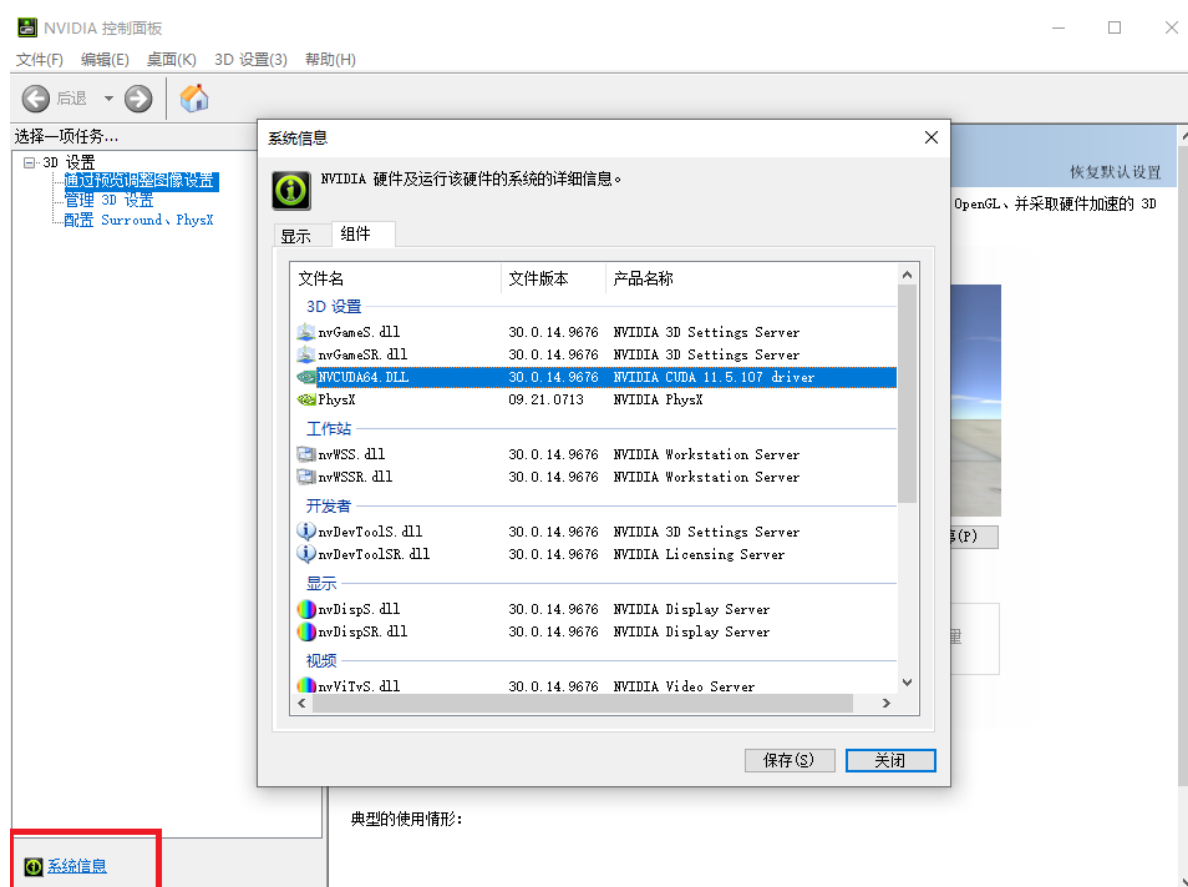 NVIDIA 控制面板
文件(F) 编辑(E) 桌面(K) 3D 设置(3) 帮助(H)
后退
选择一项任务...
3D 设置
通过预览调整图像设置
管理 3D 设置
配置 Surround、PhysX
恢复默认设置
OpenGL、并采取硬件加速的 3D
系统信息
NVIDIA 硬件及运行该硬件的系统的详细信息。
显示 组件
文件名 文件版本 产品名称
3D 设置
nvGameS.dll 30.0.14.9676 NVIDIA 3D Settings Server
nvGameSR.dll 30.0.14.9676 NVIDIA 3D Settings Server
NVCUDA64.DLL 30.0.14.9676 NVIDIA CUDA 11.5.107 driver
PhysX 09.21.0713 NVIDIA PhysX
工作站
nvWSS.dll 30.0.14.9676 NVIDIA Workstation Server
nvWSSR.dll 30.0.14.9676 NVIDIA Workstation Server
开发者
nvDevToolS.dll 30.0.14.9676 NVIDIA 3D Settings Server
nvDevToolSR.dll 30.0.14.9676 NVIDIA Licensing Server
显示
nvDispS.dll 30.0.14.9676 NVIDIA Display Server
nvDispSR.dll 30.0.14.9676 NVIDIA Display Server
视频
nvViTvS.dll 30.0.14.9676 NVIDIA Video Server
保存(S) 关闭
(P)
典型的使用情形:
系统信息